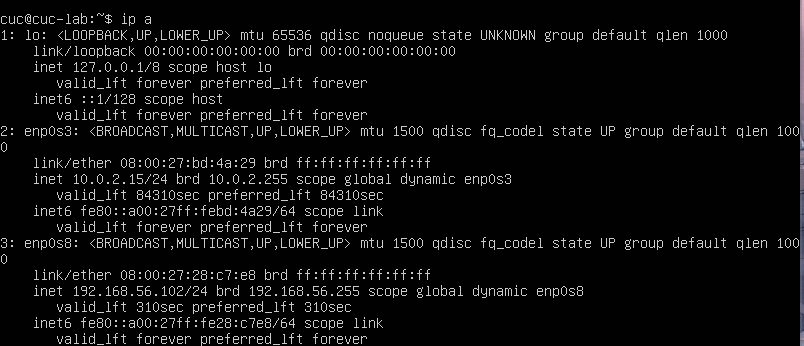 cuc@cuc-lab:~$ ip a
1: lo: <LOOPBACK,UP,LOWER_UP> mtu 65536 qdisc noqueue state UNKNOWN group default qlen 1000
    link/loopback 00:00:00:00:00:00 brd 00:00:00:00:00:00
    inet 127.0.0.1/8 scope host lo
       valid_lft forever preferred_lft forever
    inet6 ::1/128 scope host
       valid_lft forever preferred_lft forever
2: enp0s3: <BROADCAST,MULTICAST,UP,LOWER_UP> mtu 1500 qdisc fq_codel state UP group default qlen 100
0
    link/ether 08:00:27:bd:4a:29 brd ff:ff:ff:ff:ff:ff
    inet 10.0.2.15/24 brd 10.0.2.255 scope global dynamic enp0s3
       valid_lft 84310sec preferred_lft 84310sec
    inet6 fe80::a00:27ff:febd:4a29/64 scope link
       valid_lft forever preferred_lft forever
3: enp0s8: <BROADCAST,MULTICAST,UP,LOWER_UP> mtu 1500 qdisc fq_codel state UP group default qlen 100
0
    link/ether 08:00:27:28:c7:e8 brd ff:ff:ff:ff:ff:ff
    inet 192.168.56.102/24 brd 192.168.56.255 scope global dynamic enp0s8
       valid_lft 310sec preferred_lft 310sec
    inet6 fe80::a00:27ff:fe28:c7e8/64 scope link
       valid_lft forever preferred_lft forever